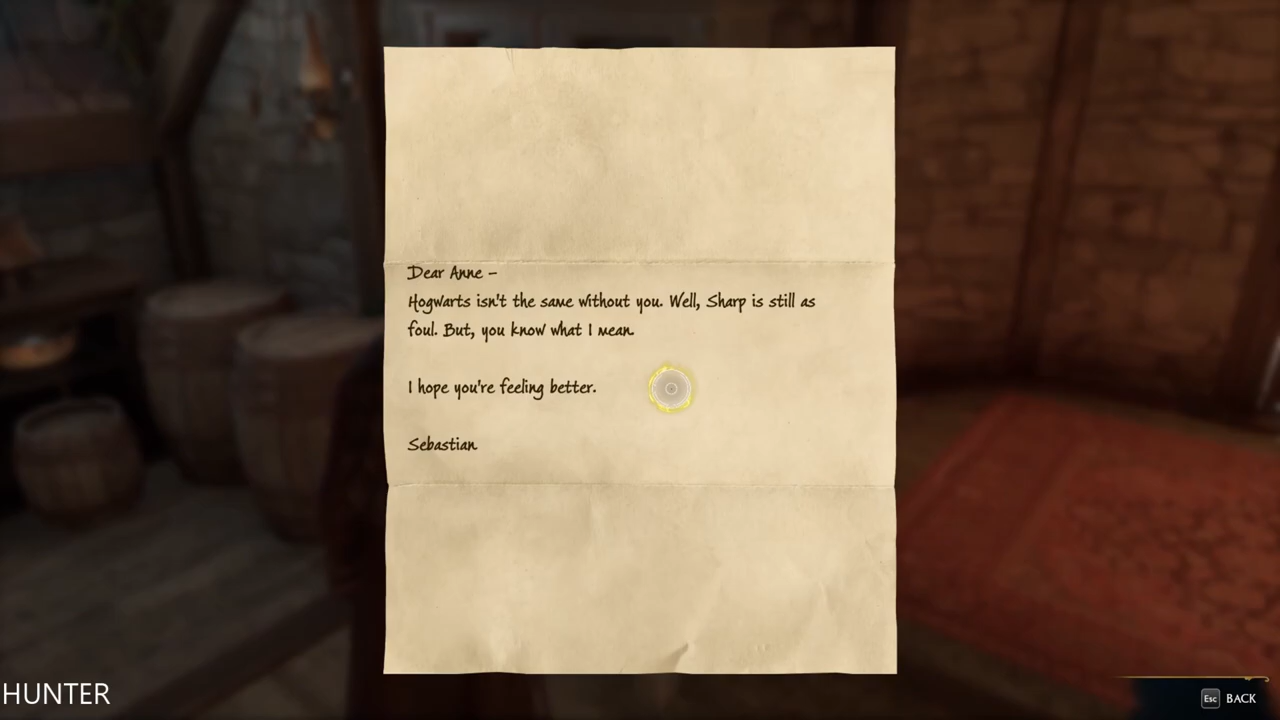 Dear Anne –
Hogwarts isn't the same without you. Well, Sharp is still as
foul. But, you know what I mean.
I hope you're feeling better.
Sebastian
HUNTER
Esc BACK